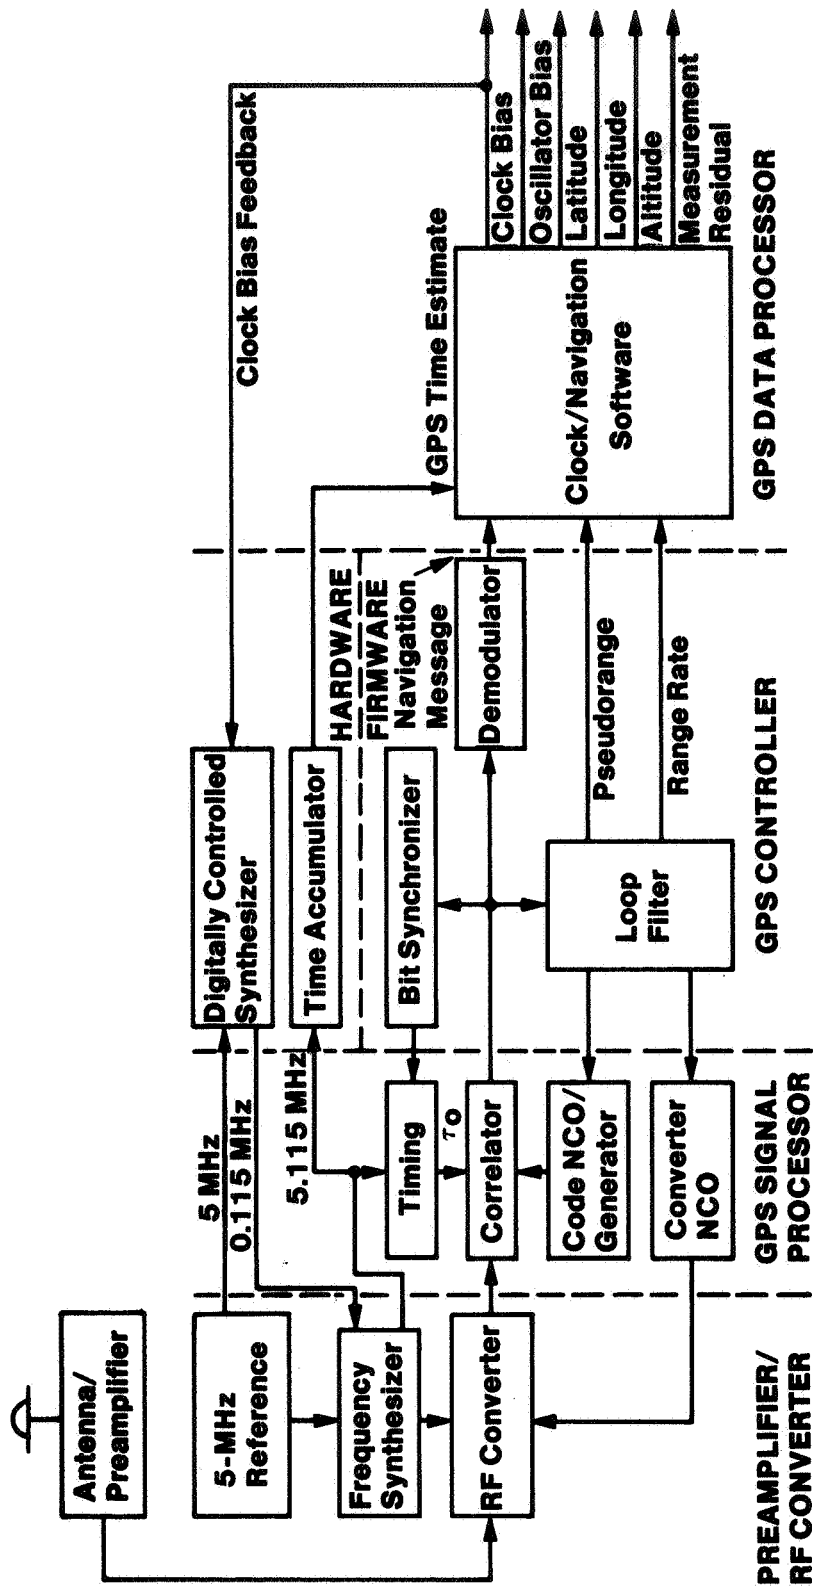 Antenna/
Preamplifier
5-MHz
Reference
Frequency
Synthesizer
RF Converter
PREAMPLIFIER/
RF CONVERTER
5 MHz
0.115 MHz
5.115 MHz
Timing
τo
Correlator
Code NCO/
Generator
Converter
NCO
GPS SIGNAL
PROCESSOR
Digitally Controlled
Synthesizer
Time Accumulator
HARDWARE
FIRMWARE
Bit Synchronizer
Navigation
Message
Demodulator
Loop
Filter
Pseudorange
Range Rate
GPS CONTROLLER
Clock Bias Feedback
GPS Time Estimate
Clock/Navigation
Software
Clock Bias
Oscillator Bias
Latitude
Longitude
Altitude
Measurement
Residual
GPS DATA PROCESSOR